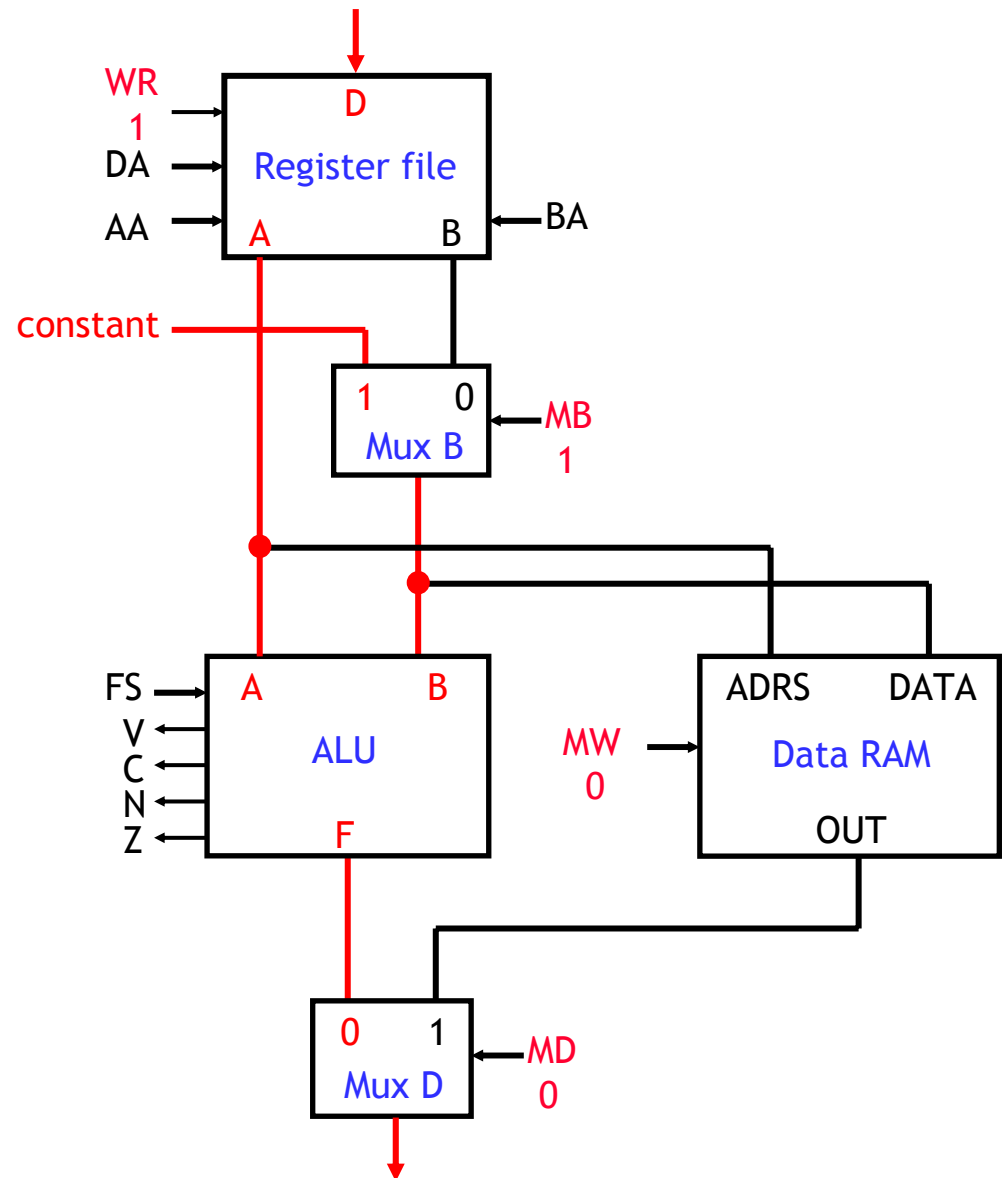 WR
1
D
DA
Register file
AA
A
B
BA
constant
1 0
MB
1
Mux B
FS
A
B
ADRS DATA
V
C
N
Z
ALU
MW
0
Data RAM
F
OUT
0 1
MD
0
Mux D